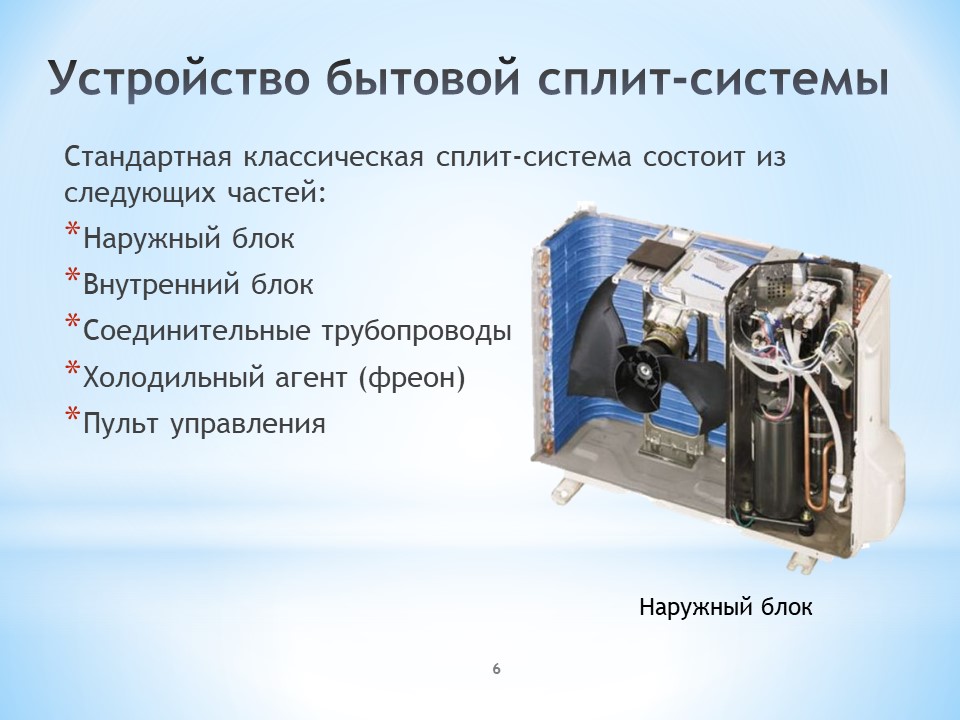 Устройство бытовой сплит-системы
Стандартная классическая сплит-система состоит из
следующих частей:
* Наружный блок
* Внутренний блок
* Соединительные трубопроводы
* Холодильный агент (фреон)
* Пульт управления
Panasonic
Наружный блок
6